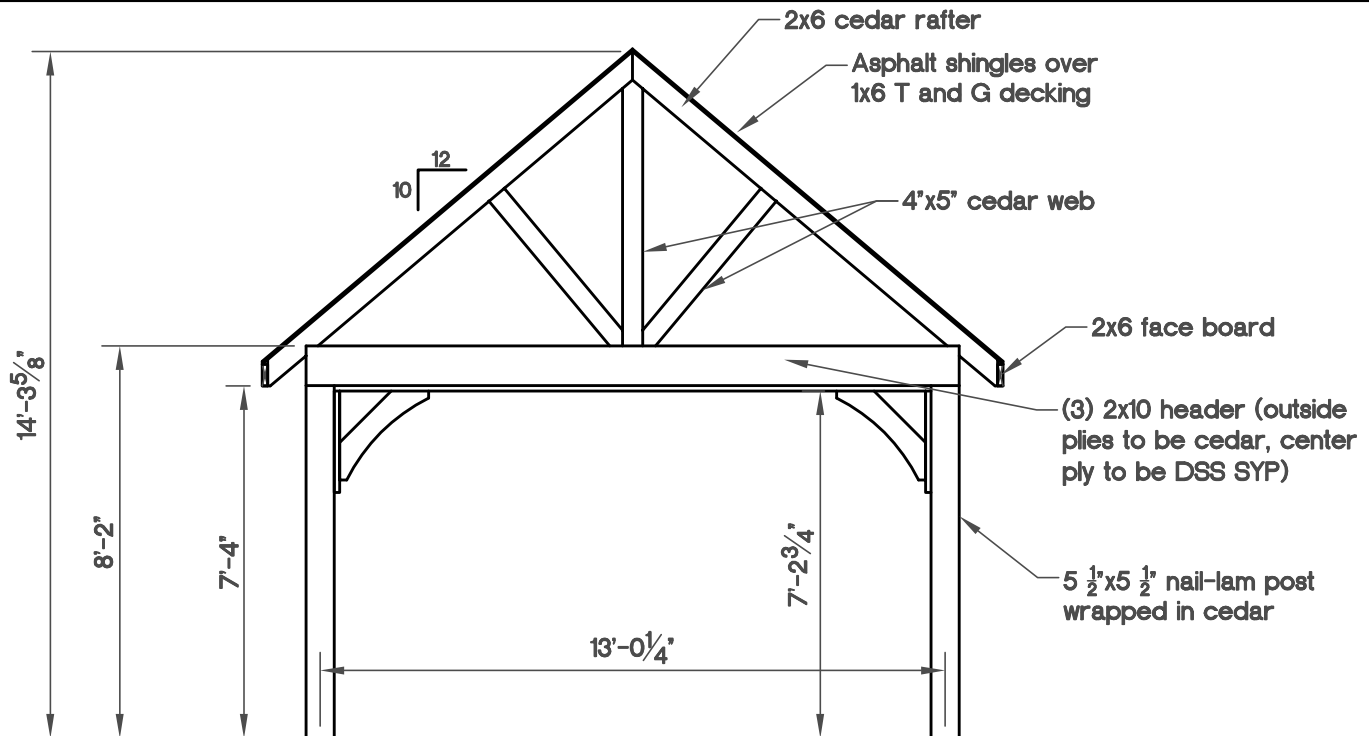 2x6 cedar rafter
Asphalt shingles over
1x6 T and G decking
12
10
4"x5" cedar web
2x6 face board
14'-3 5/8"
(3) 2x10 header (outside
plies to be cedar, center
ply to be DSS SYP)
8'-2"
7'-4"
7'-2 3/4"
5 1/2"x5 1/2" nail-lam post
wrapped in cedar
13'-0 1/4"